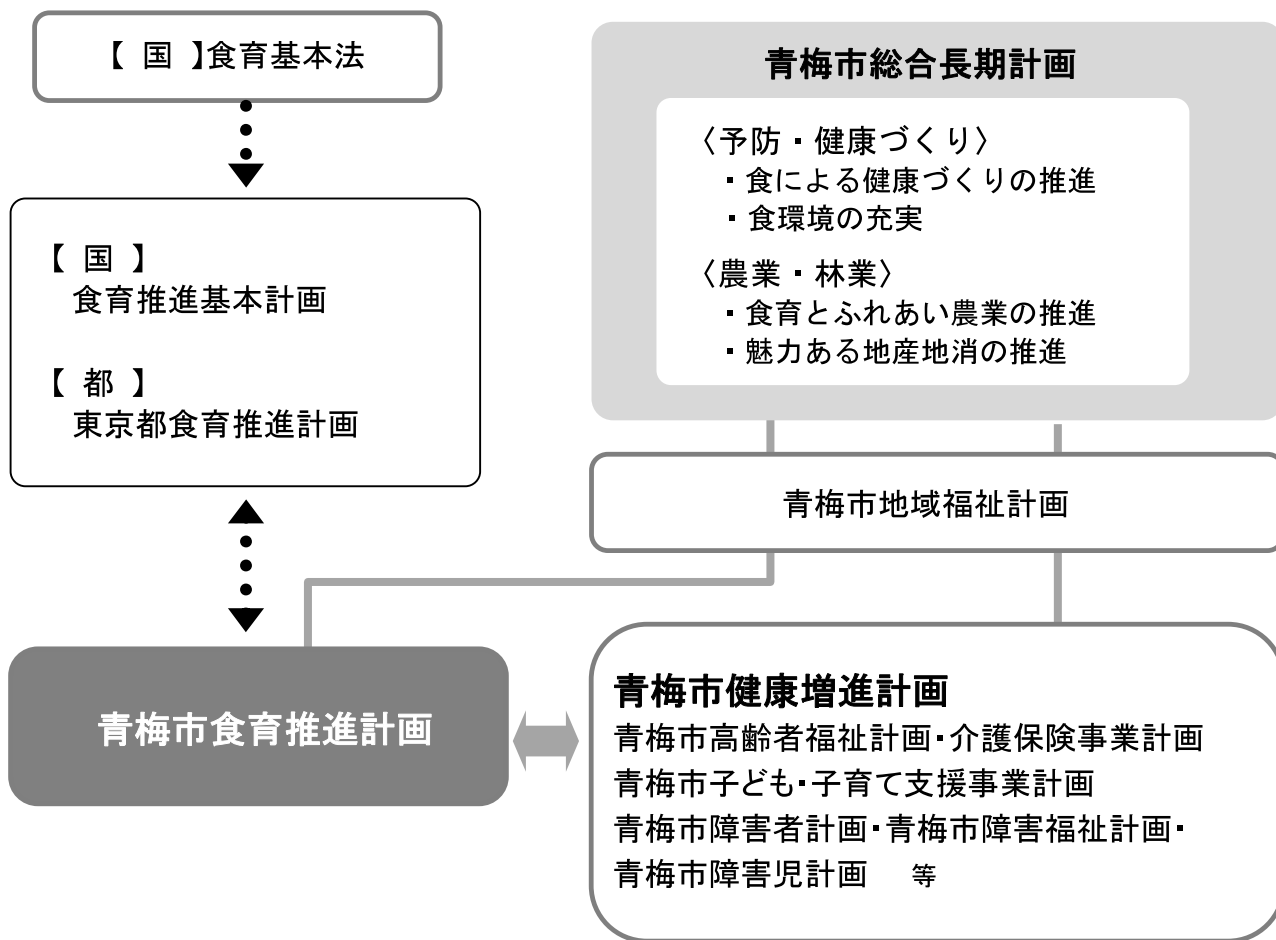 【 国 】食育基本法
【 国 】
食育推進基本計画
【 都 】
東京都食育推進計画
青梅市総合長期計画
〈予防・健康づくり〉
・食による健康づくりの推進
・食環境の充実
〈農業・林業〉
・食育とふれあい農業の推進
・魅力ある地産地消の推進
青梅市地域福祉計画
青梅市食育推進計画
青梅市健康増進計画
青梅市高齢者福祉計画・介護保険事業計画
青梅市子ども・子育て支援事業計画
青梅市障害者計画・青梅市障害福祉計画・
青梅市障害児計画 等